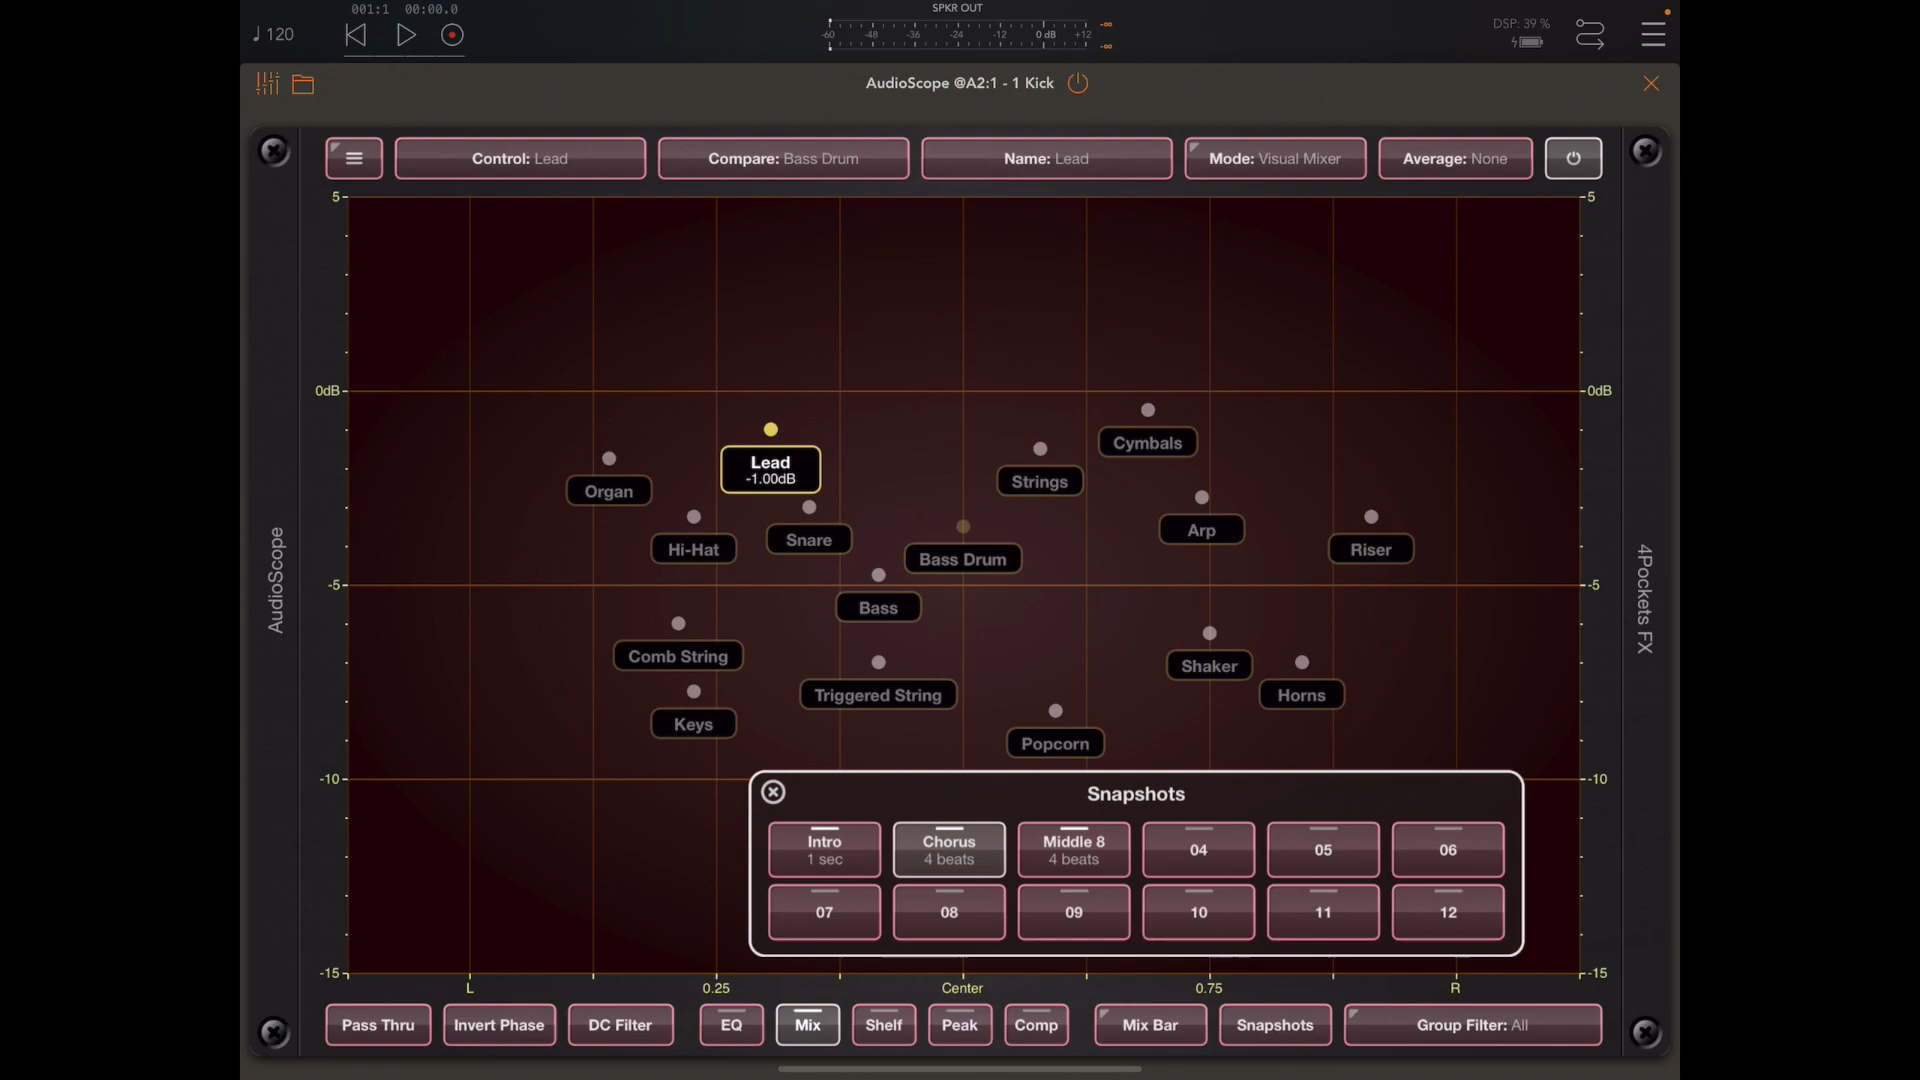 001:1 00:00.0
SPKR OUT
♩ 120
-60 -48 -36 -24 -12 0 dB +12
-∞
-∞
DSP: 39 %
AudioScope @A2:1 - 1 Kick
Control: Lead
Compare: Bass Drum
Name: Lead
Mode: Visual Mixer
Average: None
5
5
0dB
0dB
-5
-5
-10
-10
-15
-15
Cymbals
Lead
-1.00dB
Strings
Organ
Arp
Snare
Hi-Hat
Riser
Bass Drum
Bass
Comb String
Shaker
Triggered String
Horns
Keys
Popcorn
AudioScope
4Pockets FX
Snapshots
Intro
1 sec
Chorus
4 beats
Middle 8
4 beats
04
05
06
07
08
09
10
11
12
L
0.25
Center
0.75
R
Pass Thru
Invert Phase
DC Filter
EQ
Mix
Shelf
Peak
Comp
Mix Bar
Snapshots
Group Filter: All